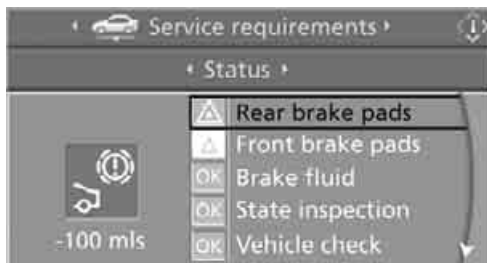 Service requirements
Status
Rear brake pads
Front brake pads
OK Brake fluid
OK State inspection
-100 mls OK Vehicle check